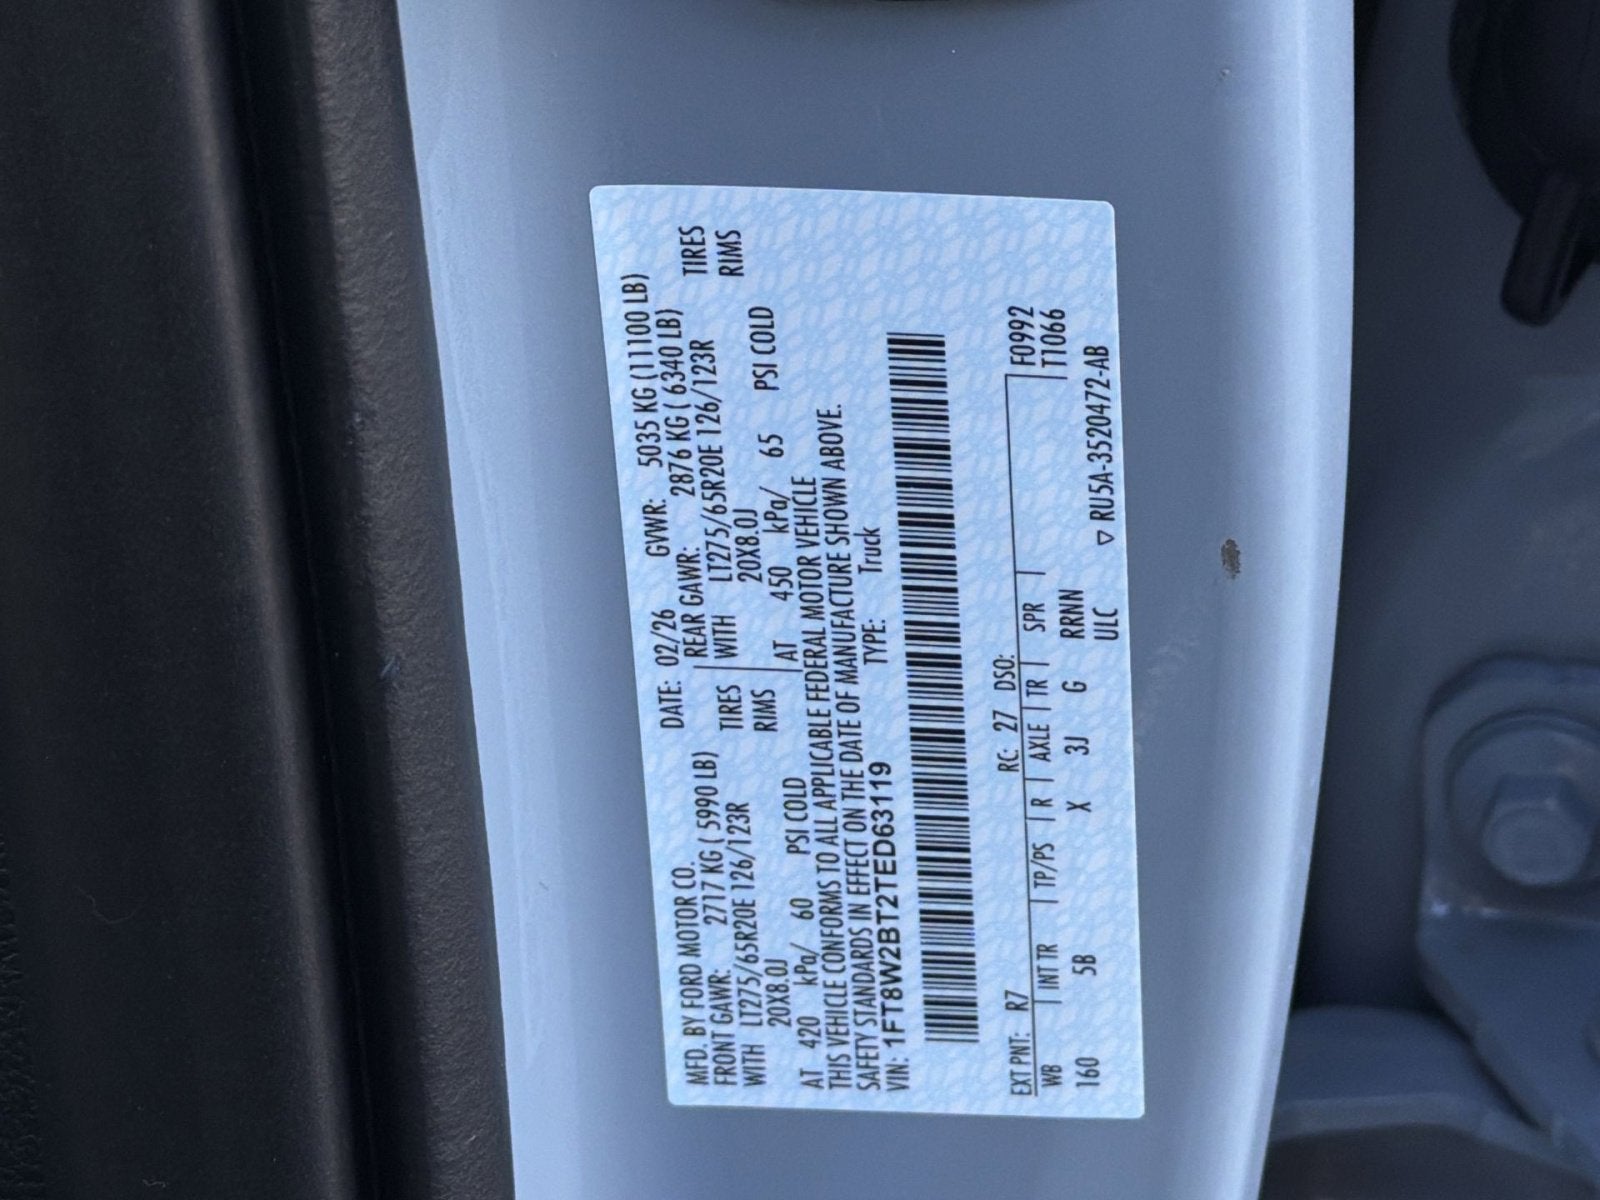 MFD. BY FORD MOTOR CO. DATE: 02/26 GVWR: 5035 KG (11100 LB)
FRONT GAWR: 2717 KG ( 5990 LB) REAR GAWR: 2876 KG ( 6340 LB)
WITH LT275/65R20E 126/123R TIRES WITH LT275/65R20E 126/123R TIRES
20X8.0J RIMS 20X8.0J RIMS
AT 420 kPa/ 60 PSI COLD AT 450 kPa/ 65 PSI COLD
THIS VEHICLE CONFORMS TO ALL APPLICABLE FEDERAL MOTOR VEHICLE
SAFETY STANDARDS IN EFFECT ON THE DATE OF MANUFACTURE SHOWN ABOVE.
VIN: 1FT8W2BT2TED63119 TYPE: Truck
EXT PNT: R7 RC: 27 DSO: F0992
WB INT TR TP/PS R AXLE TR SPR T1066
160 5B X 3J G RRNN
ULC ▽ RU5A-3520472-AB